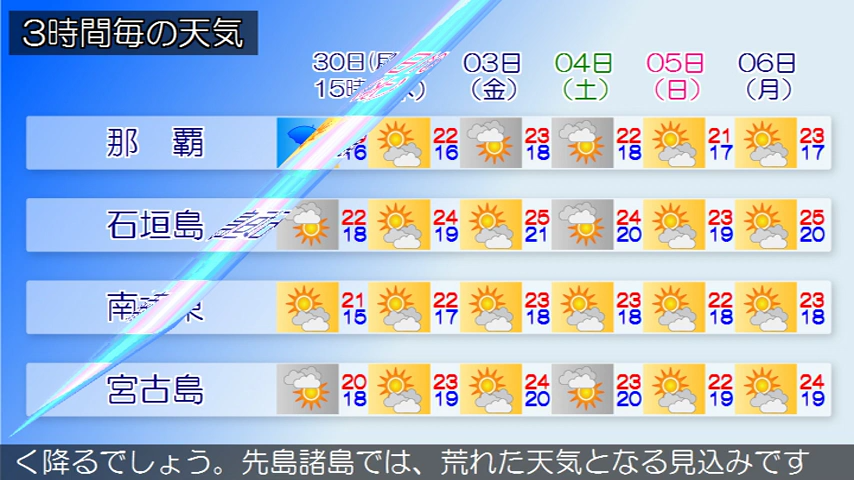 3時間毎の天気
30日 03日 04日 05日 06日
15時 (金) (土) (日) (月)
那覇 16 22 16 23 18 22 18 21 17 23 17
石垣島 22 18 24 19 25 21 24 20 23 19 25 20
南 21 15 22 17 23 18 23 18 22 18 23 18
宮古島 20 18 23 19 24 20 23 20 22 19 24 19
く降るでしょう。先島諸島では、荒れた天気となる見込みです